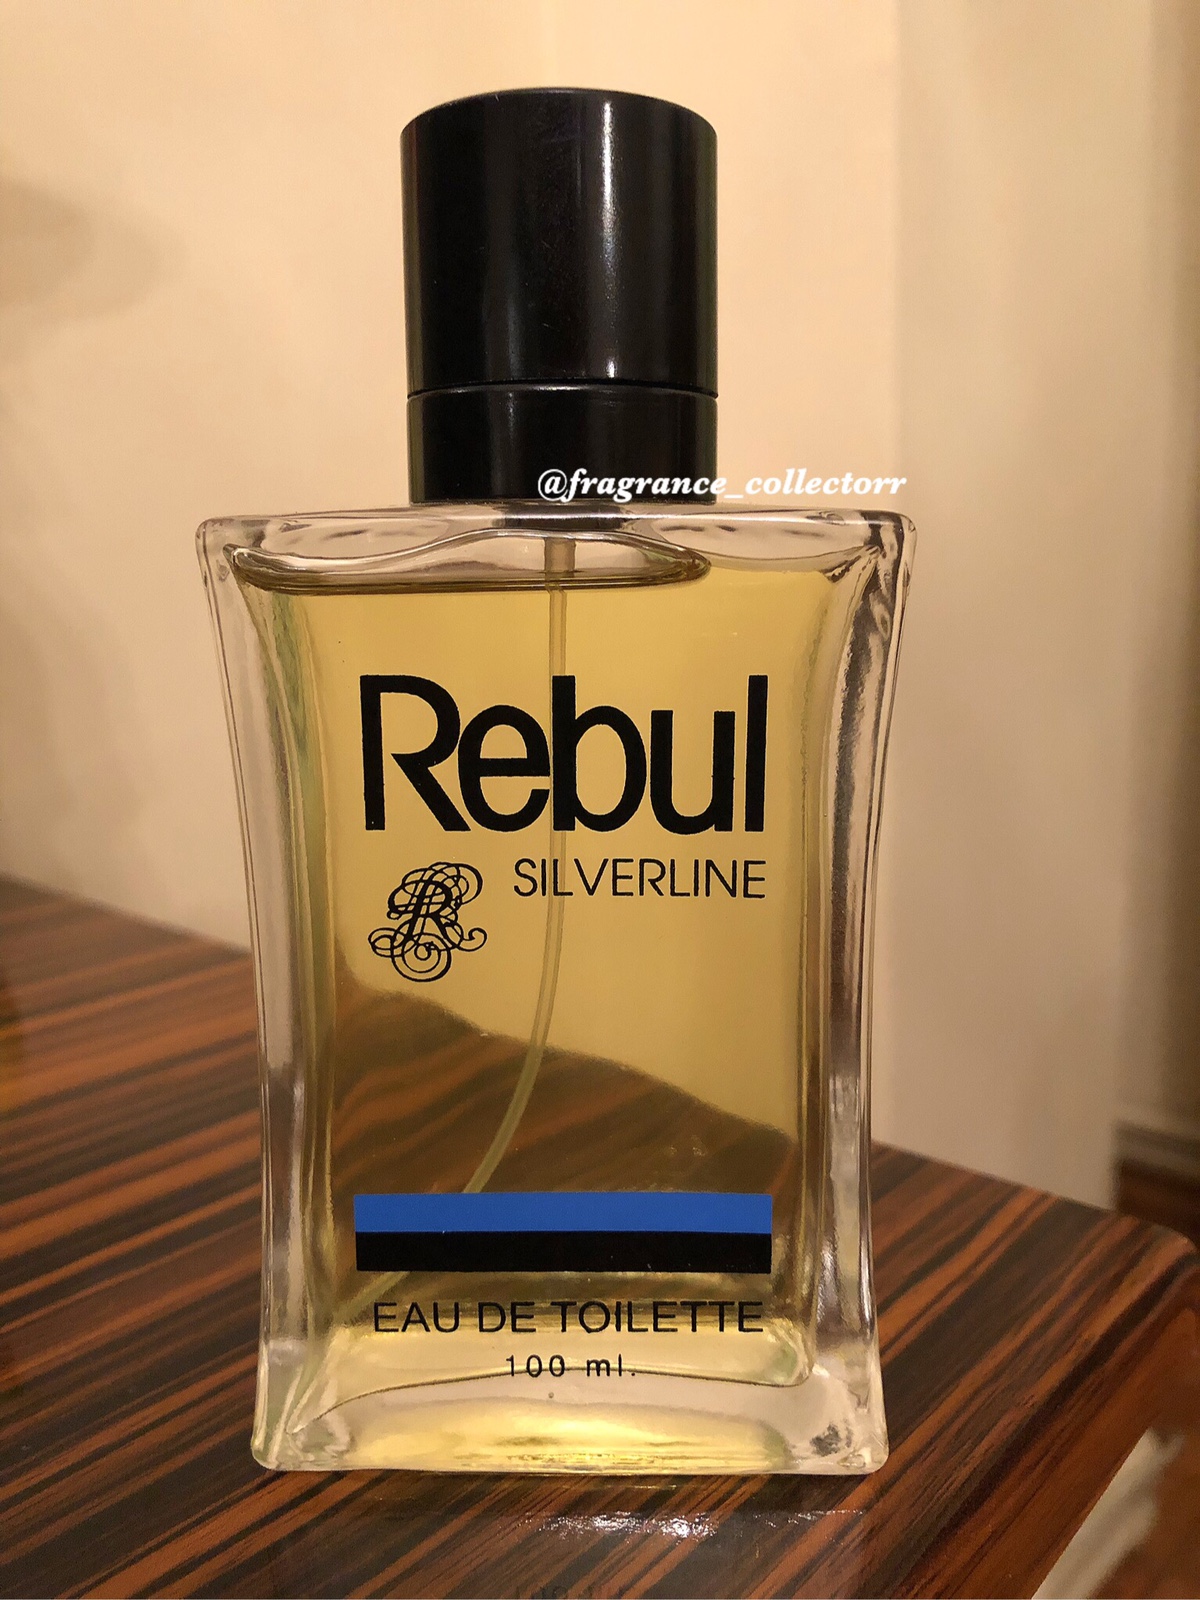 @fragrance_collectorr
Rebul
SILVERLINE
R
EAU DE TOILETTE
100 ml.